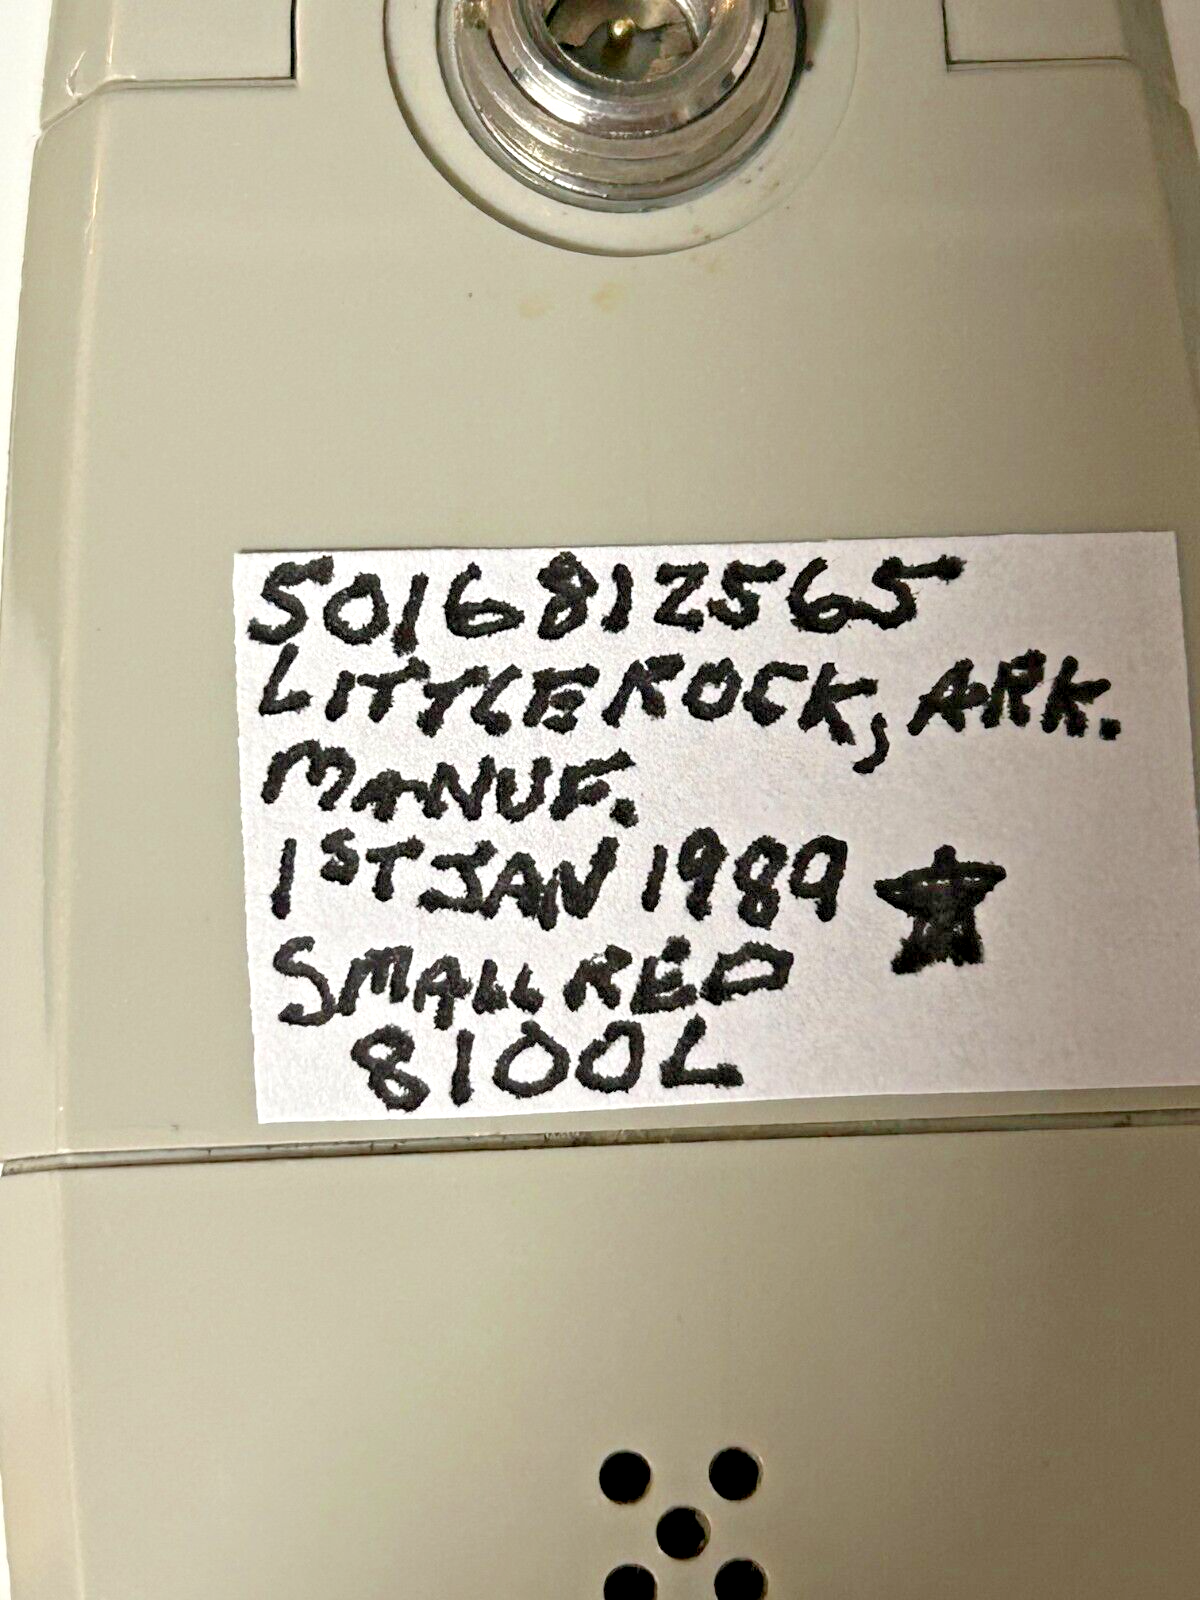 5016812565
LITTLE ROCK, ARK.
MANUF.
1ST JAN 1989
SMALL RED
8100L